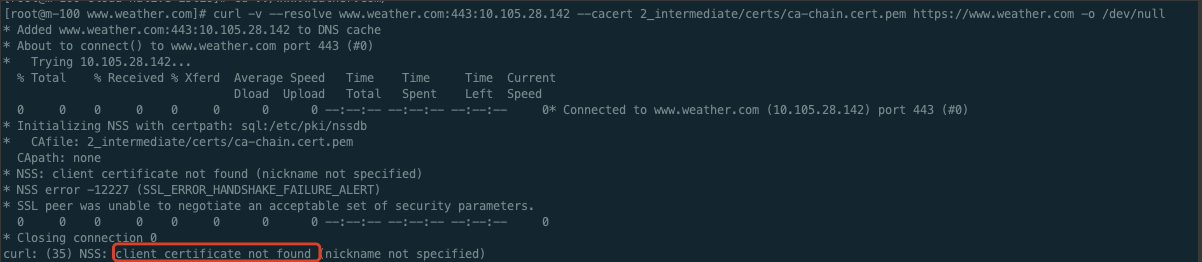 [root@m-100 www.weather.com]# curl -v --resolve www.weather.com:443:10.105.28.142 --cacert 2_intermediate/certs/ca-chain.cert.pem https://www.weather.com -o /dev/null
* Added www.weather.com:443:10.105.28.142 to DNS cache
* About to connect() to www.weather.com port 443 (#0)
*   Trying 10.105.28.142...
  % Total    % Received % Xferd  Average Speed   Time    Time     Time  Current
                                 Dload  Upload   Total   Spent    Left  Speed
  0     0    0     0    0     0      0      0 --:--:-- --:--:-- --:--:--     0* Connected to www.weather.com (10.105.28.142) port 443 (#0)
* Initializing NSS with certpath: sql:/etc/pki/nssdb
*   CAfile: 2_intermediate/certs/ca-chain.cert.pem
  CApath: none
* NSS: client certificate not found (nickname not specified)
* NSS error -12227 (SSL_ERROR_HANDSHAKE_FAILURE_ALERT)
* SSL peer was unable to negotiate an acceptable set of security parameters.
  0     0    0     0    0     0      0      0 --:--:-- --:--:-- --:--:--     0
* Closing connection 0
curl: (35) NSS: client certificate not found (nickname not specified)